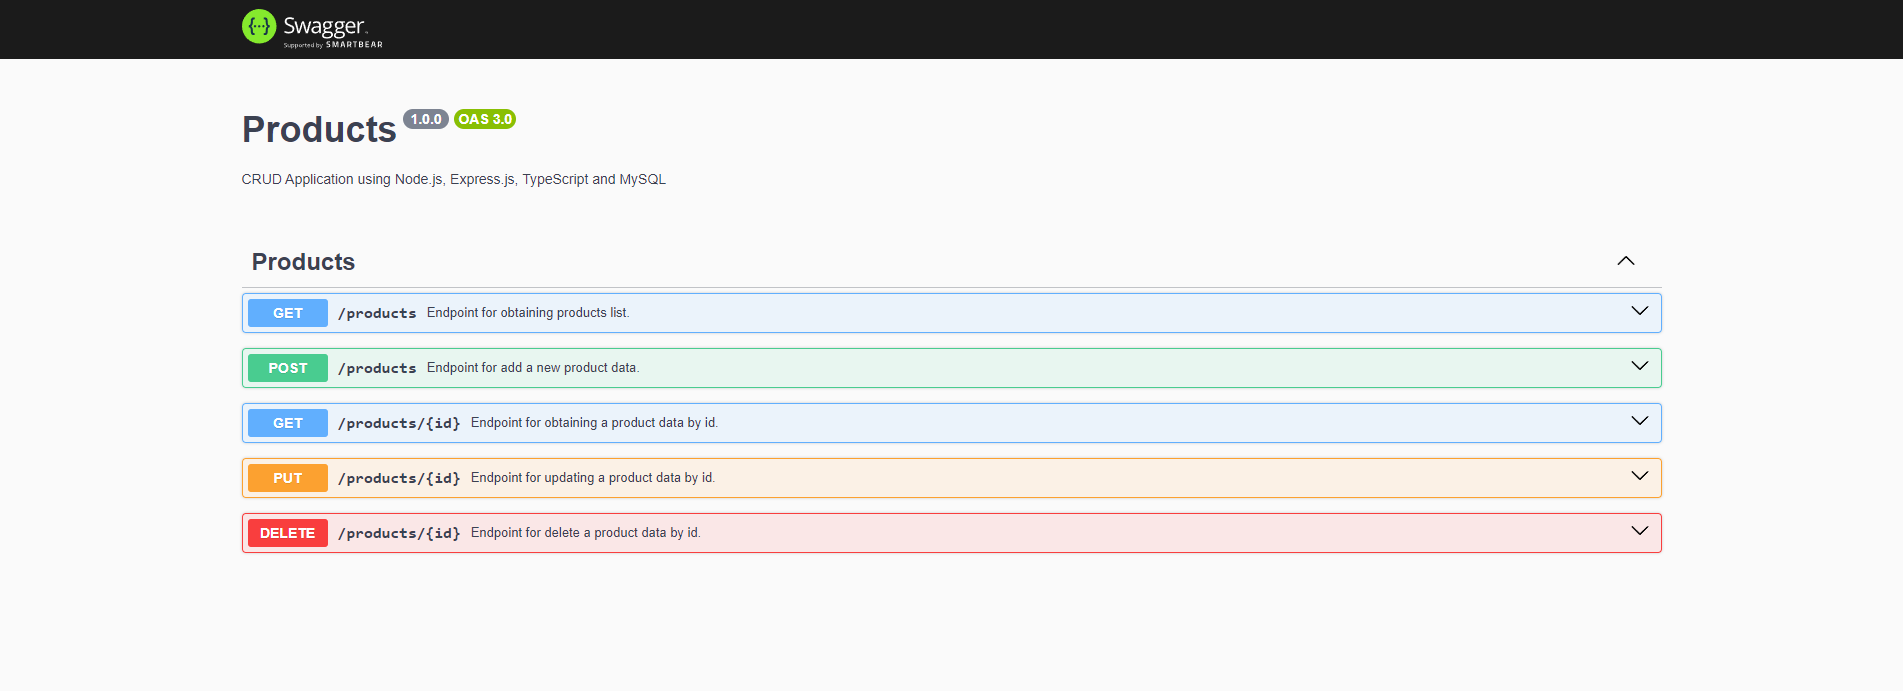 {···} Swagger™
Supported by SMARTBEAR
Products 1.0.0 OAS 3.0
CRUD Application using Node.js, Express.js, TypeScript and MySQL
Products
GET /products Endpoint for obtaining products list.
POST /products Endpoint for add a new product data.
GET /products/{id} Endpoint for obtaining a product data by id.
PUT /products/{id} Endpoint for updating a product data by id.
DELETE /products/{id} Endpoint for delete a product data by id.